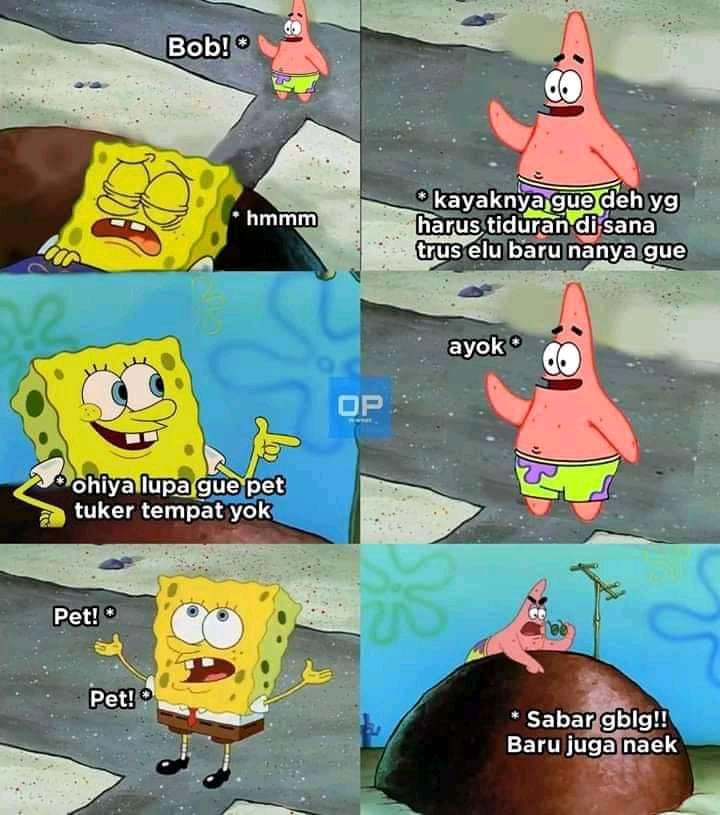 Bob! *
* hmmm
* kayaknya gue deh yg
harus tiduran di sana
trus elu baru nanya gue
* ohiya lupa gue pet
tuker tempat yok
ayok *
OP
Pet! *
Pet! *
* Sabar gblg!!
Baru juga naek